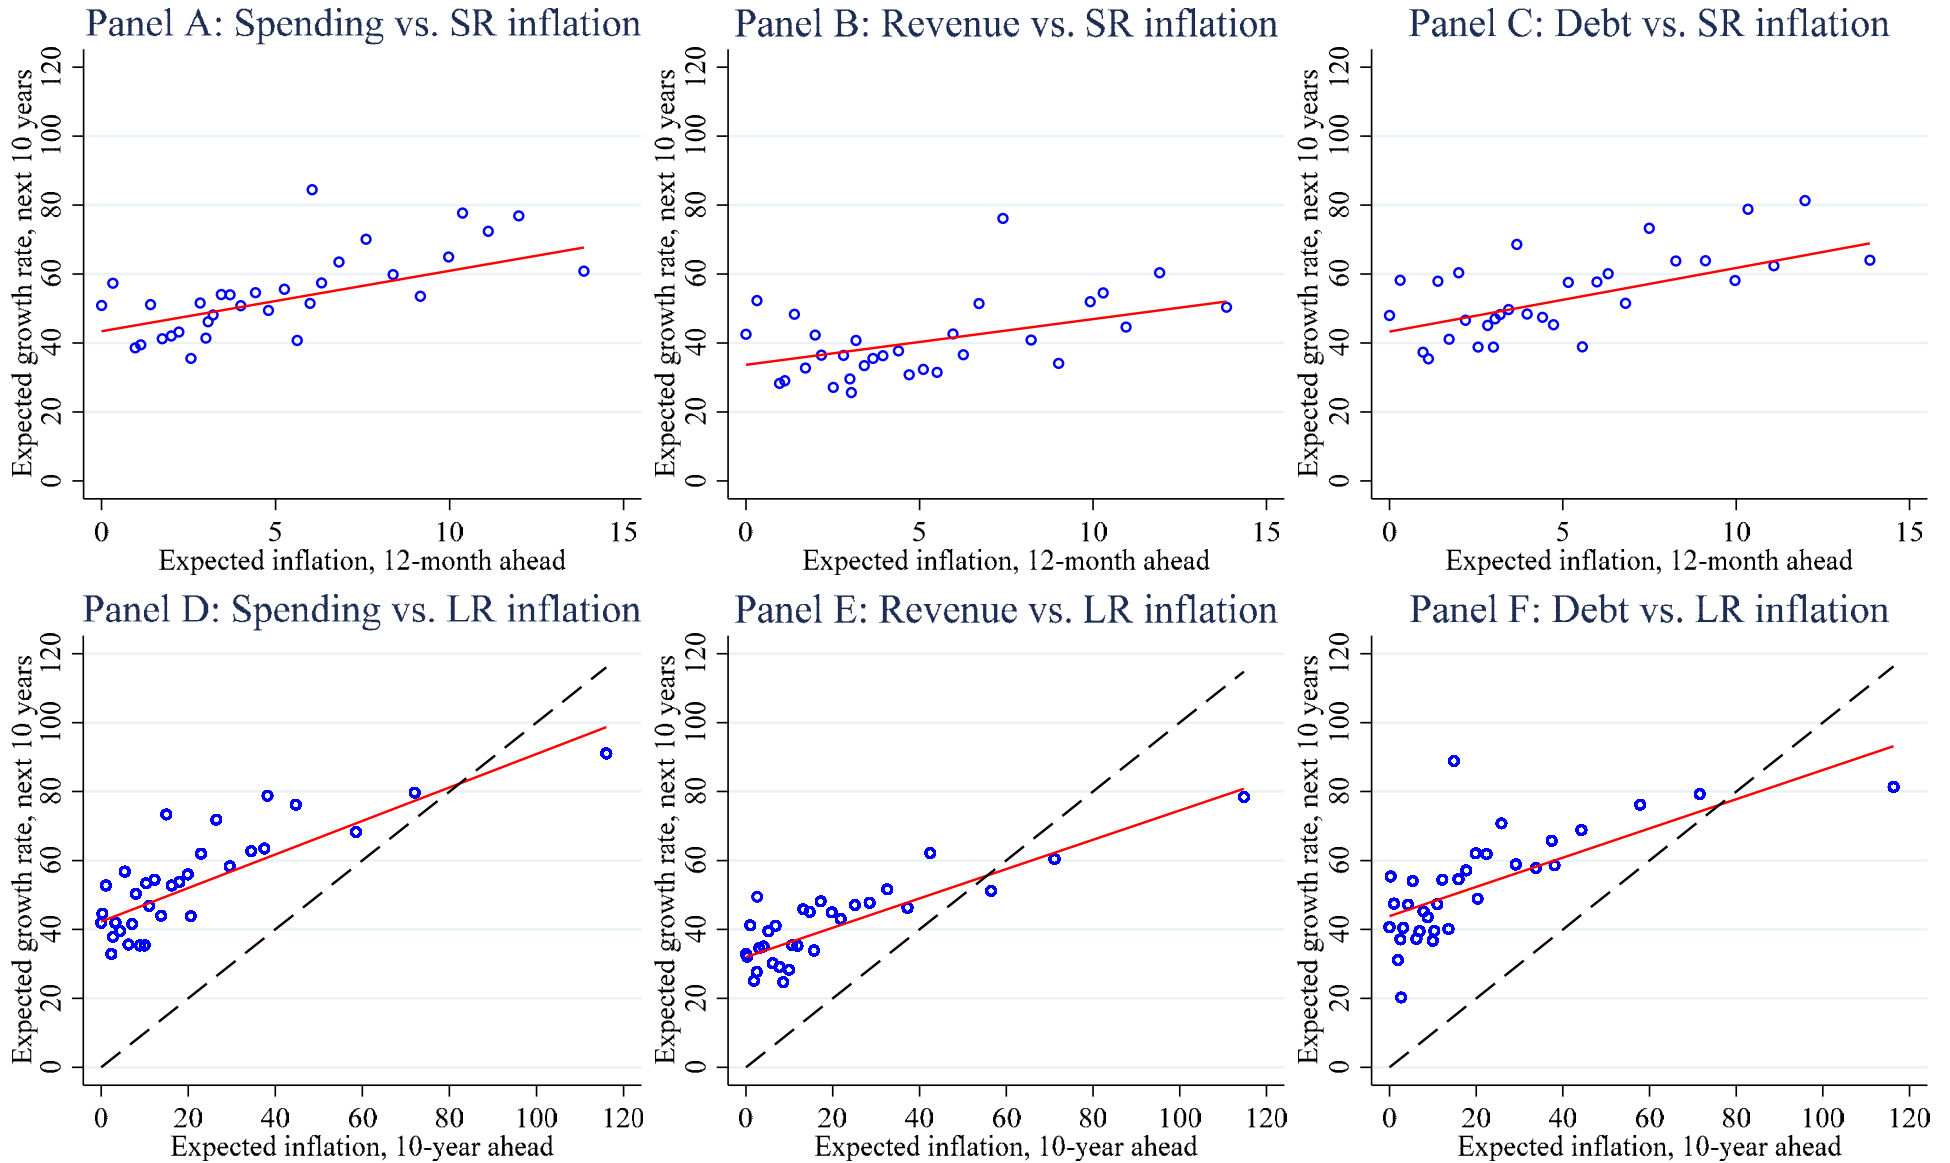 Panel A: Spending vs. SR inflation
Expected growth rate, next 10 years
120
100
80
60
40
20
0
0 5 10 15
Expected inflation, 12-month ahead
Panel B: Revenue vs. SR inflation
Expected growth rate, next 10 years
120
100
80
60
40
20
0
0 5 10 15
Expected inflation, 12-month ahead
Panel C: Debt vs. SR inflation
Expected growth rate, next 10 years
120
100
80
60
40
20
0
0 5 10 15
Expected inflation, 12-month ahead
Panel D: Spending vs. LR inflation
Expected growth rate, next 10 years
120
100
80
60
40
20
0
0 20 40 60 80 100 120
Expected inflation, 10-year ahead
Panel E: Revenue vs. LR inflation
Expected growth rate, next 10 years
120
100
80
60
40
20
0
0 20 40 60 80 100 120
Expected inflation, 10-year ahead
Panel F: Debt vs. LR inflation
Expected growth rate, next 10 years
120
100
80
60
40
20
0
0 20 40 60 80 100 120
Expected inflation, 10-year ahead